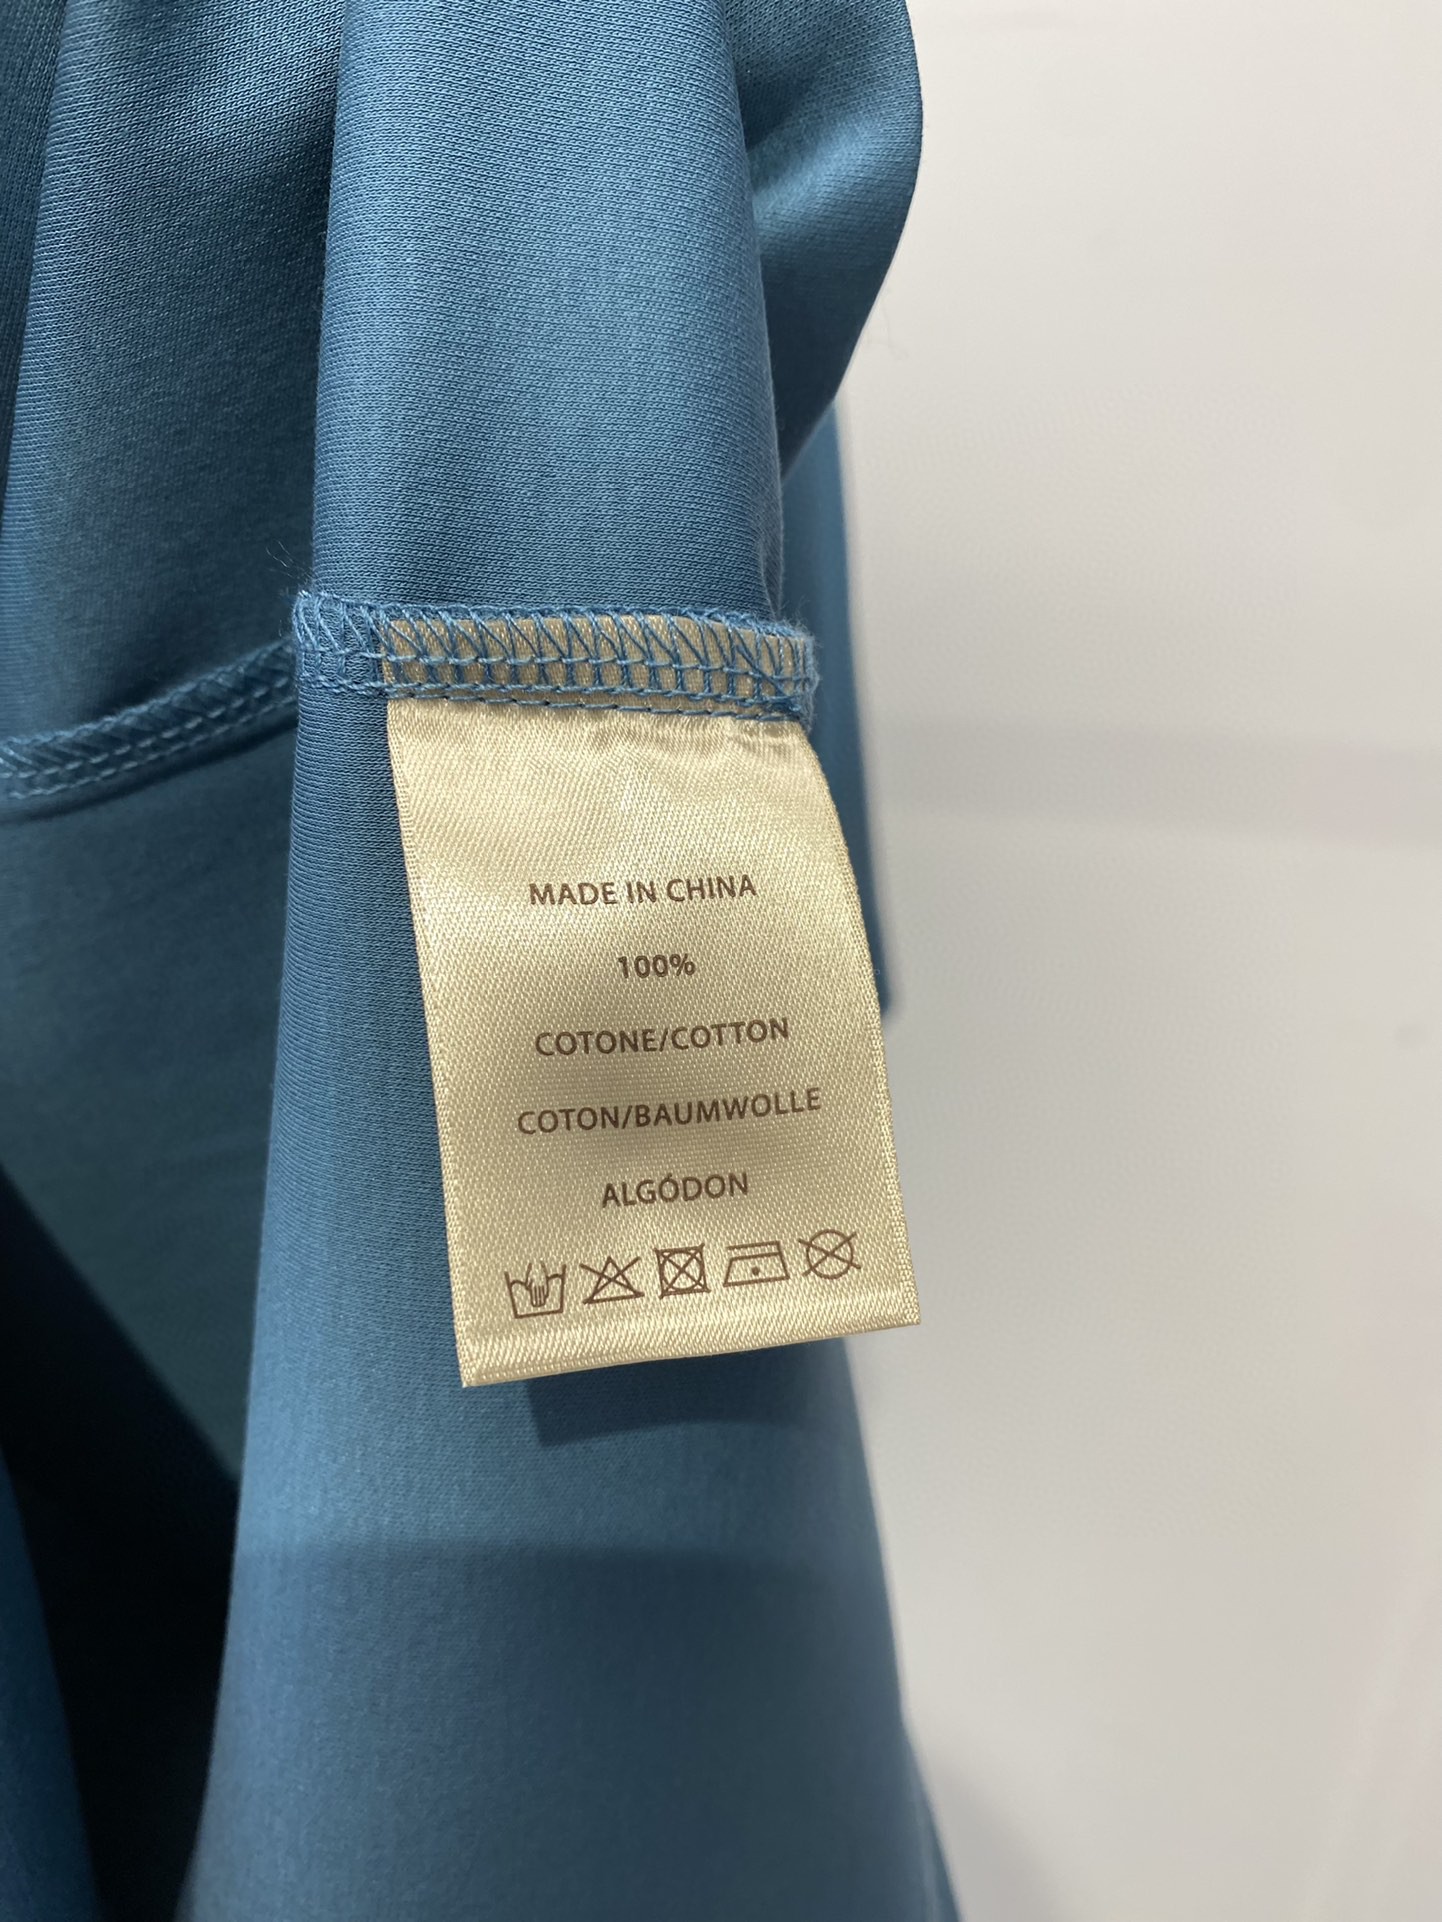 MADE IN CHINA
100%
COTONE/COTTON
COTON/BAUMWOLLE
ALGÓDON